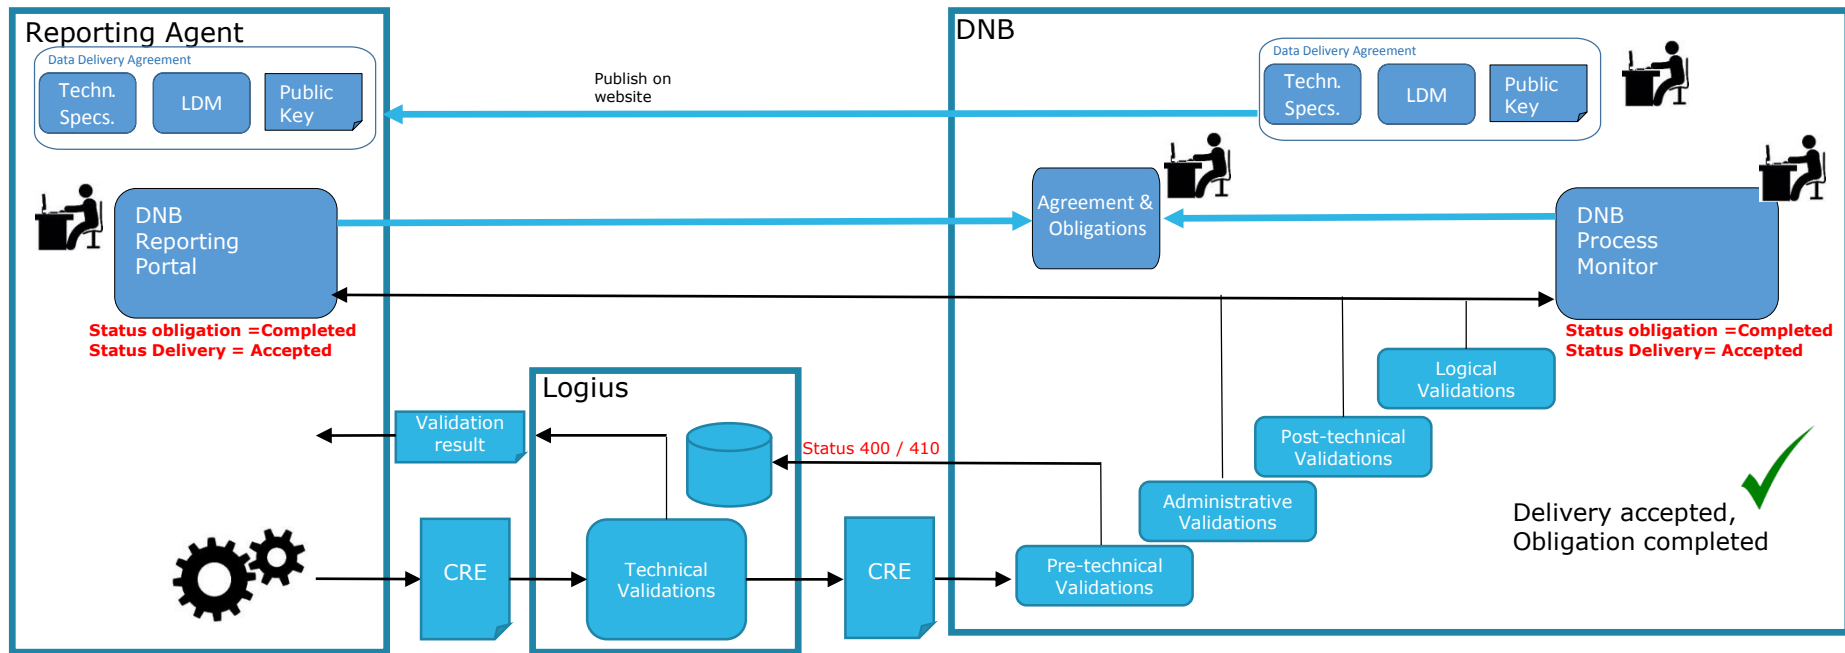 Reporting Agent
Data Delivery Agreement
Techn.
Specs.
LDM
Public
Key
Publish on
website
DNB
Data Delivery Agreement
Techn.
Specs.
LDM
Public
Key
DNB
Reporting
Portal
Agreement &
Obligations
DNB
Process
Monitor
Status obligation =Completed
Status Delivery = Accepted
Status obligation =Completed
Status Delivery= Accepted
Logical
Validations
Logius
Validation
result
Status 400 / 410
Post-technical
Validations
Administrative
Validations
Delivery accepted,
Obligation completed
CRE
Technical
Validations
CRE
Pre-technical
Validations